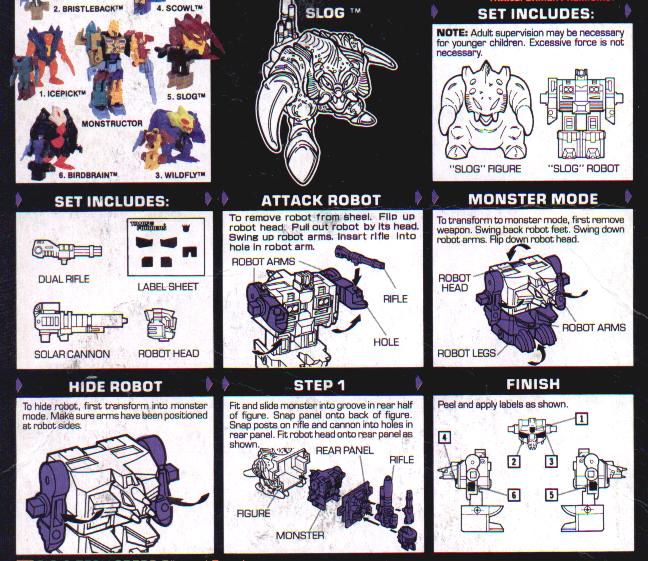 2. BRISTLEBACK™
4. SCOWL™
1. ICEPICK™
5. SLOG™
MONSTRUCTOR
6. BIRDBRAIN™
3. WILDFLY™
SLOG ™
SET INCLUDES:
NOTE: Adult supervision may be necessary
for younger children. Excessive force is not
necessary.
"SLOG" FIGURE
"SLOG" ROBOT
SET INCLUDES:
DUAL RIFLE
LABEL SHEET
SOLAR CANNON
ROBOT HEAD
ATTACK ROBOT
To remove robot from sheel. Flip up
robot head. Pull out robot by its head.
Swing up robot arms. Insert rifle into
hole in robot arm.
ROBOT ARMS
RIFLE
HOLE
MONSTER MODE
To transform to monster mode, first remove
weapon. Swing back robot feet. Swing down
robot arms. Flip down robot head.
ROBOT
HEAD
ROBOT ARMS
ROBOT LEGS
HIDE ROBOT
To hide robot, first transform into monster
mode. Make sure arms have been positioned
at robot sides.
STEP 1
Fit and slide monster into groove in rear half
of figure. Snap panel onto back of figure.
Snap posts on rifle and cannon into holes in
rear panel. Fit robot head onto rear panel as
shown.
REAR PANEL
RIFLE
FIGURE
MONSTER
FINISH
Peel and apply labels as shown.
1
4
2
3
6
5